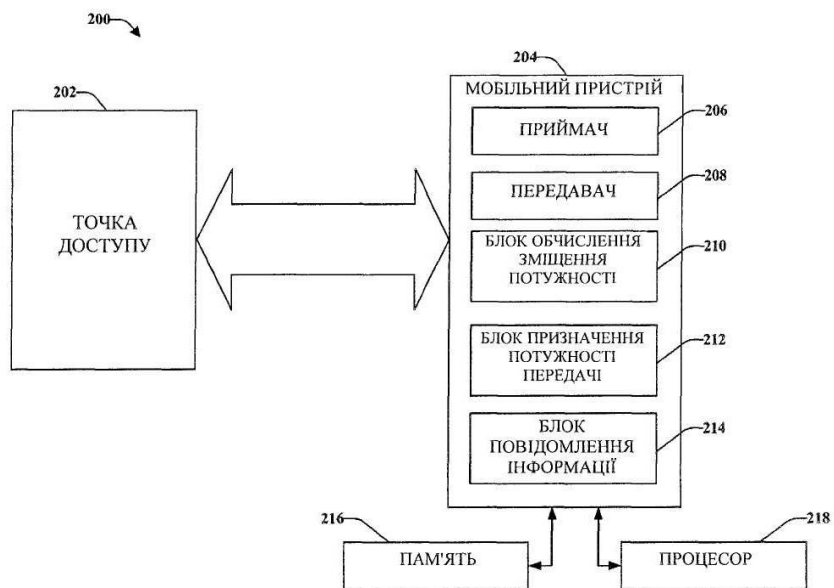 200
202
ТОЧКА
ДОСТУПУ
204
МОБІЛЬНИЙ ПРИСТРІЙ
ПРИЙМАЧ
206
ПЕРЕДАВАЧ
208
БЛОК ОБЧИСЛЕННЯ
ЗМІЩЕННЯ
ПОТУЖНОСТІ
210
БЛОК ПРИЗНАЧЕННЯ
ПОТУЖНОСТІ
ПЕРЕДАЧІ
212
БЛОК
ПОВІДОМЛЕННЯ
ІНФОРМАЦІЇ
214
216
ПАМ'ЯТЬ
218
ПРОЦЕСОР